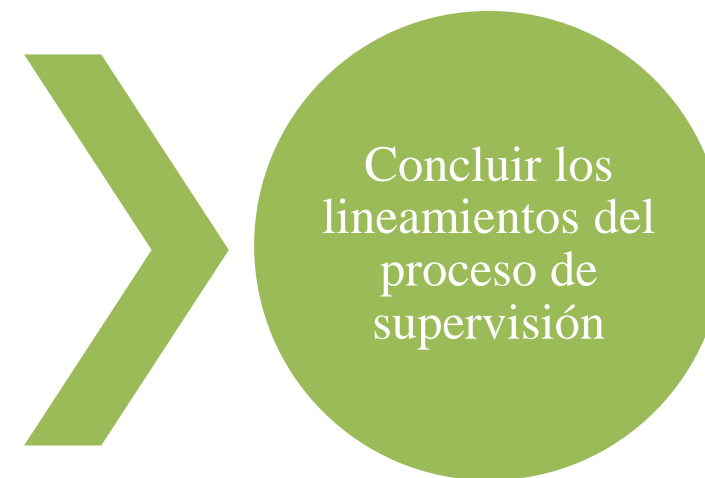 Concluir los
lineamientos del
proceso de
supervisión